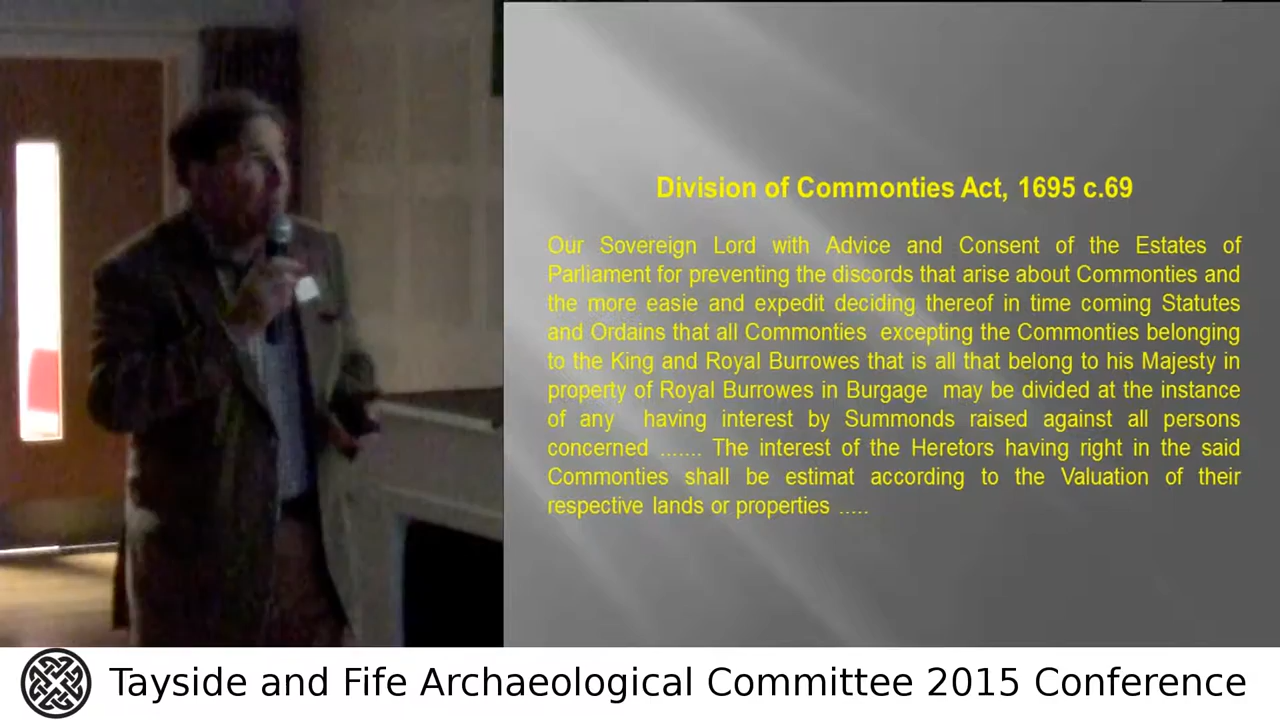 Division of Commonties Act, 1695 c.69
Our Sovereign Lord with Advice and Consent of the Estates of
Parliament for preventing the discords that arise about Commonties and
the more easie and expedit deciding thereof in time coming Statutes
and Ordains that all Commonties excepting the Commonties belonging
to the King and Royal Burrowes that is all that belong to his Majesty in
property of Royal Burrowes in Burgage may be divided at the instance
of any having interest by Summonds raised against all persons
concerned ....... The interest of the Heretors having right in the said
Commonties shall be estimat according to the Valuation of their
respective lands or properties .....
Tayside and Fife Archaeological Committee 2015 Conference